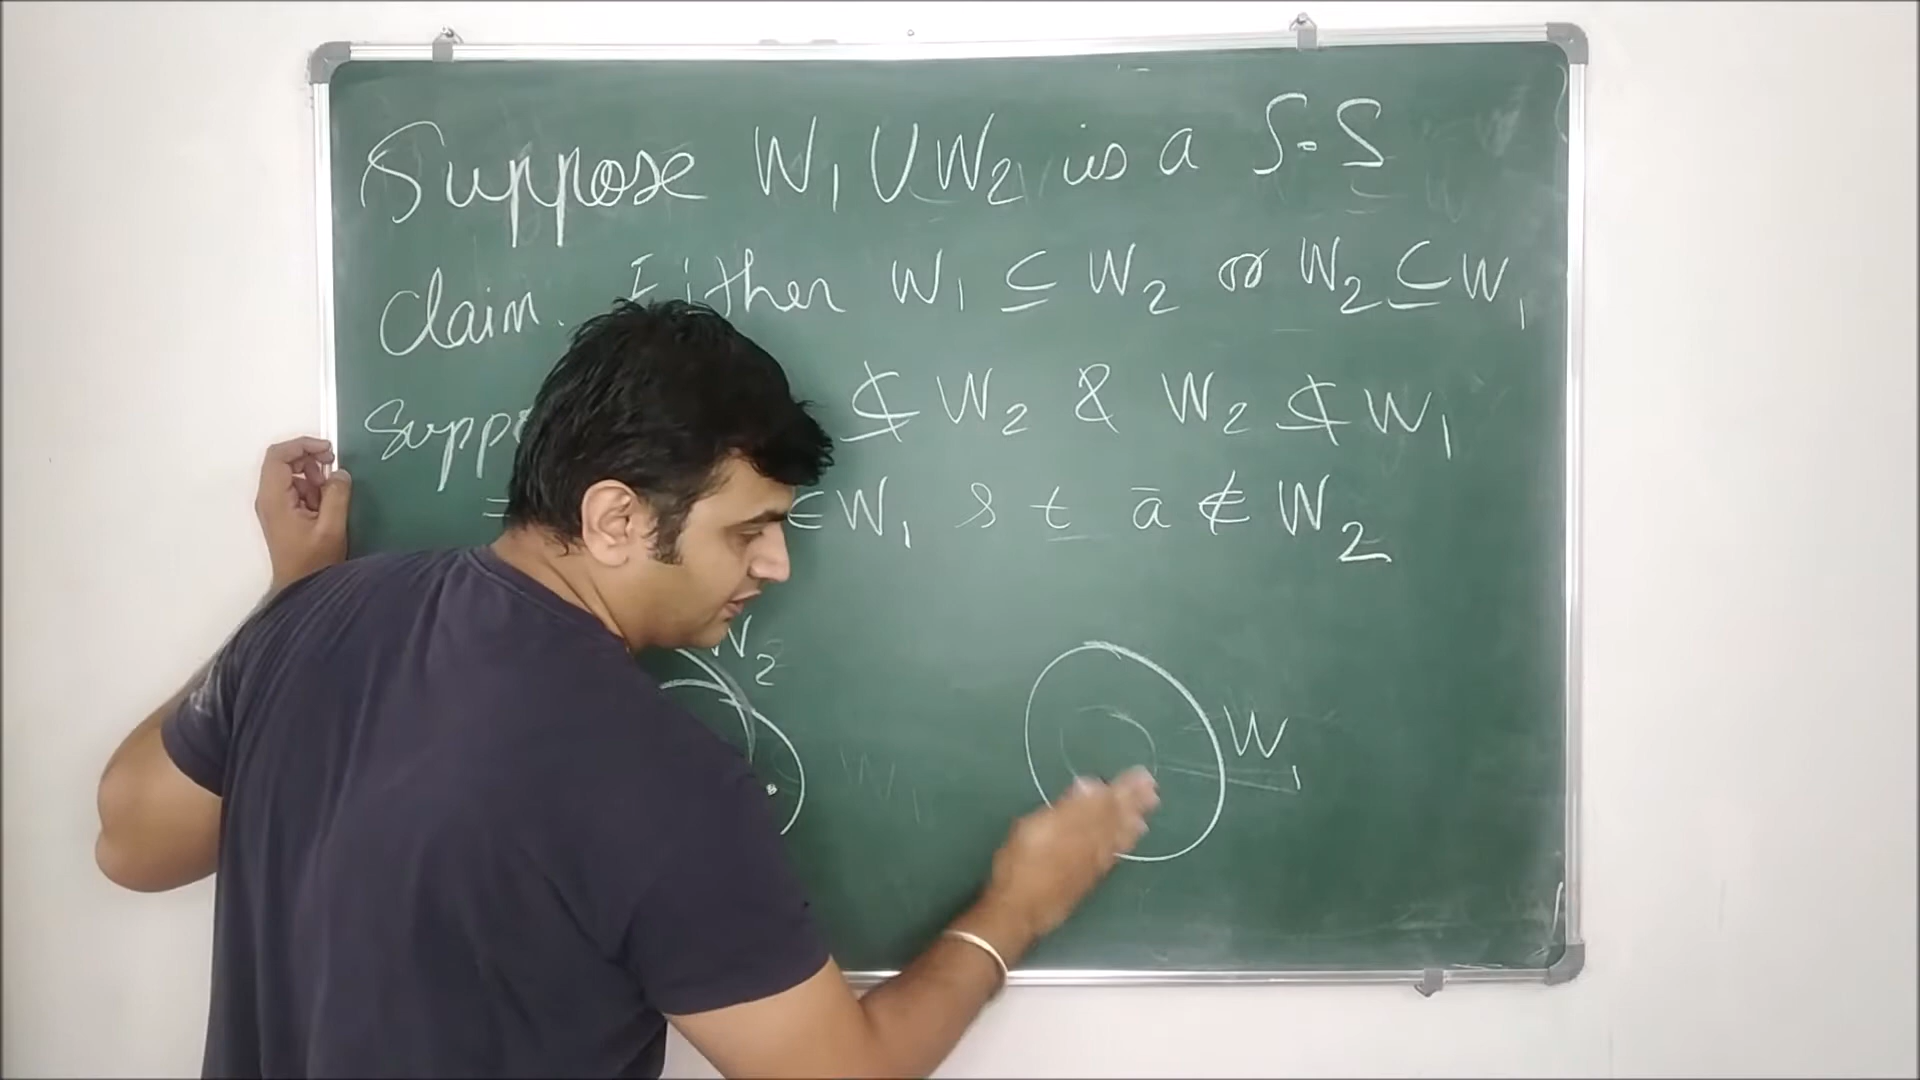 Suppose W₁ ∪ W₂ is a S.S
Claim. Either W₁ ⊆ W₂ or W₂ ⊆ W₁
⊈ W₂ & W₂ ⊈ W₁
∈ W₁ s t ā ∉ W₂
W₂
W₁
W₁